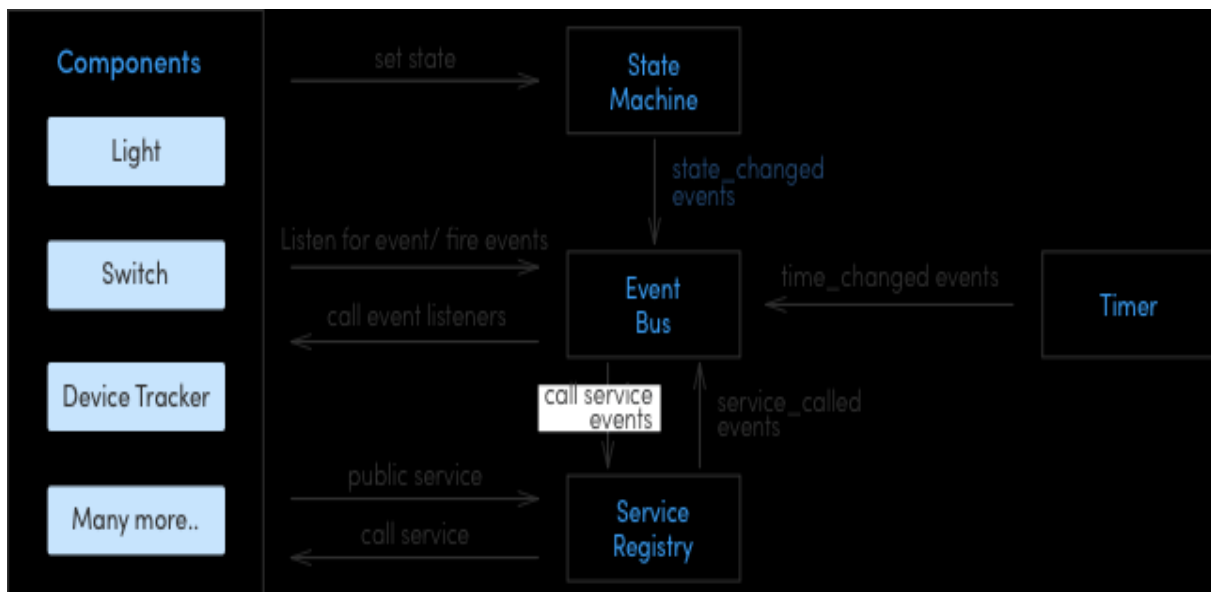 Components
Light
Switch
Device Tracker
Many more..
set state
State
Machine
state_changed
events
Listen for event/ fire events
call event listeners
Event
Bus
time_changed events
Timer
call service
events
service_called
events
public service
call service
Service
Registry